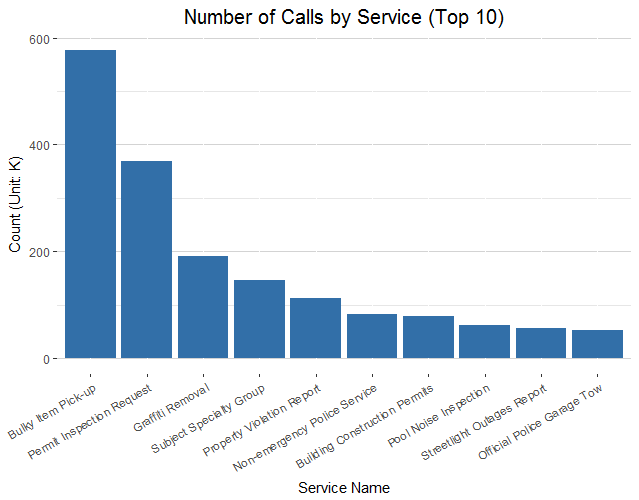 Number of Calls by Service (Top 10)
Count (Unit: K)
600
400
200
0
Bulky Item Pick-up
Permit Inspection Request
Graffiti Removal
Subject Specialty Group
Property Violation Report
Non-emergency Police Service
Building Construction Permits
Pool Noise Inspection
Streetlight Outages Report
Official Police Garage Tow
Service Name